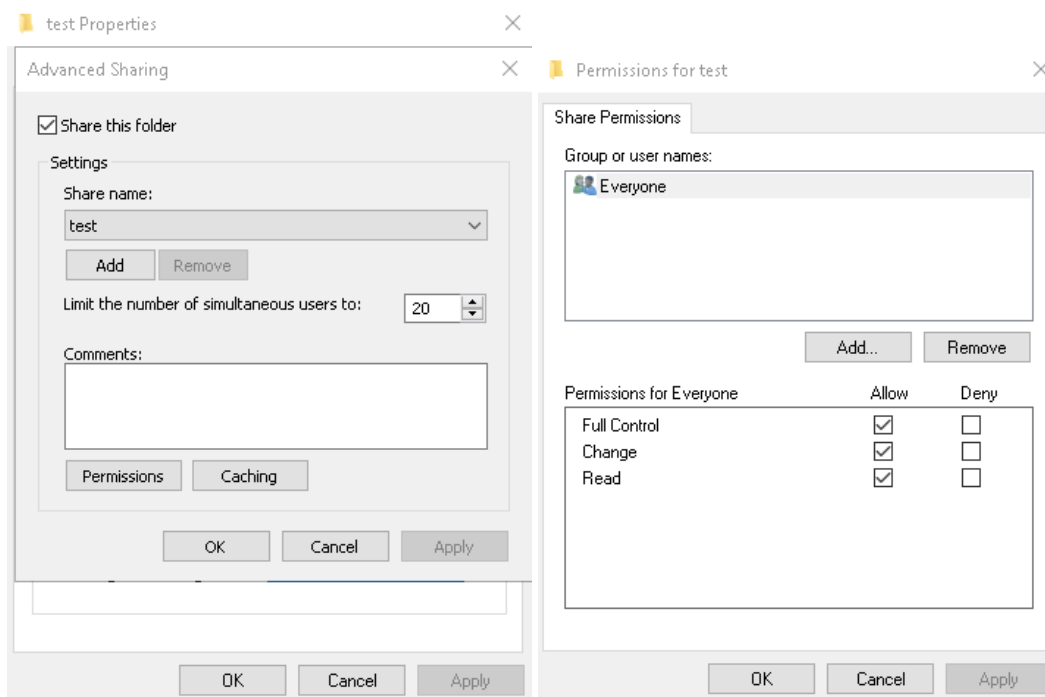 test Properties
Advanced Sharing
Share this folder
Settings
Share name:
test
Add Remove
Limit the number of simultaneous users to: 20
Comments:
Permissions Caching
OK Cancel Apply
OK Cancel Apply
Permissions for test
Share Permissions
Group or user names:
Everyone
Add... Remove
Permissions for Everyone Allow Deny
Full Control
Change
Read
OK Cancel Apply